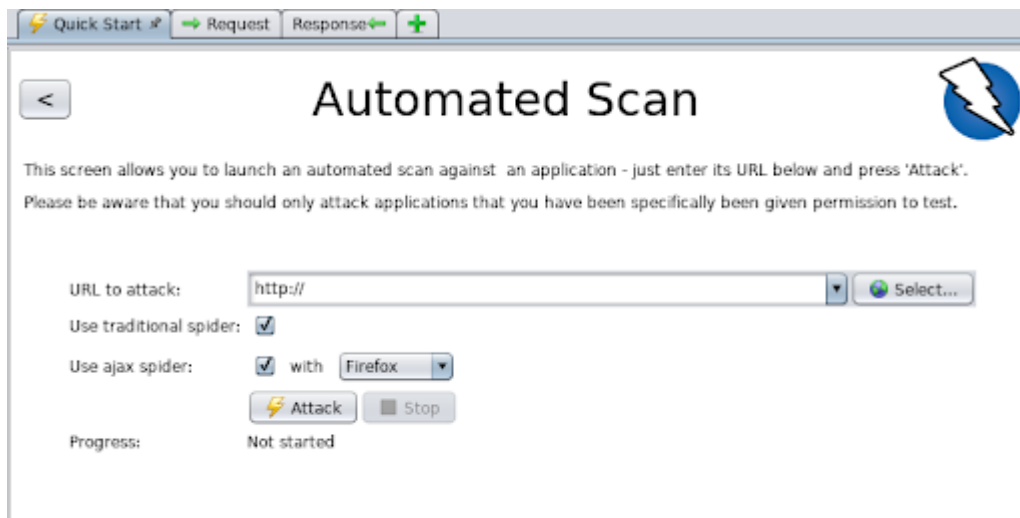 Quick Start Request Response
< Automated Scan
This screen allows you to launch an automated scan against an application - just enter its URL below and press 'Attack'.
Please be aware that you should only attack applications that you have been specifically been given permission to test.
URL to attack: http:// Select...
Use traditional spider:
Use ajax spider: with Firefox
Attack Stop
Progress: Not started